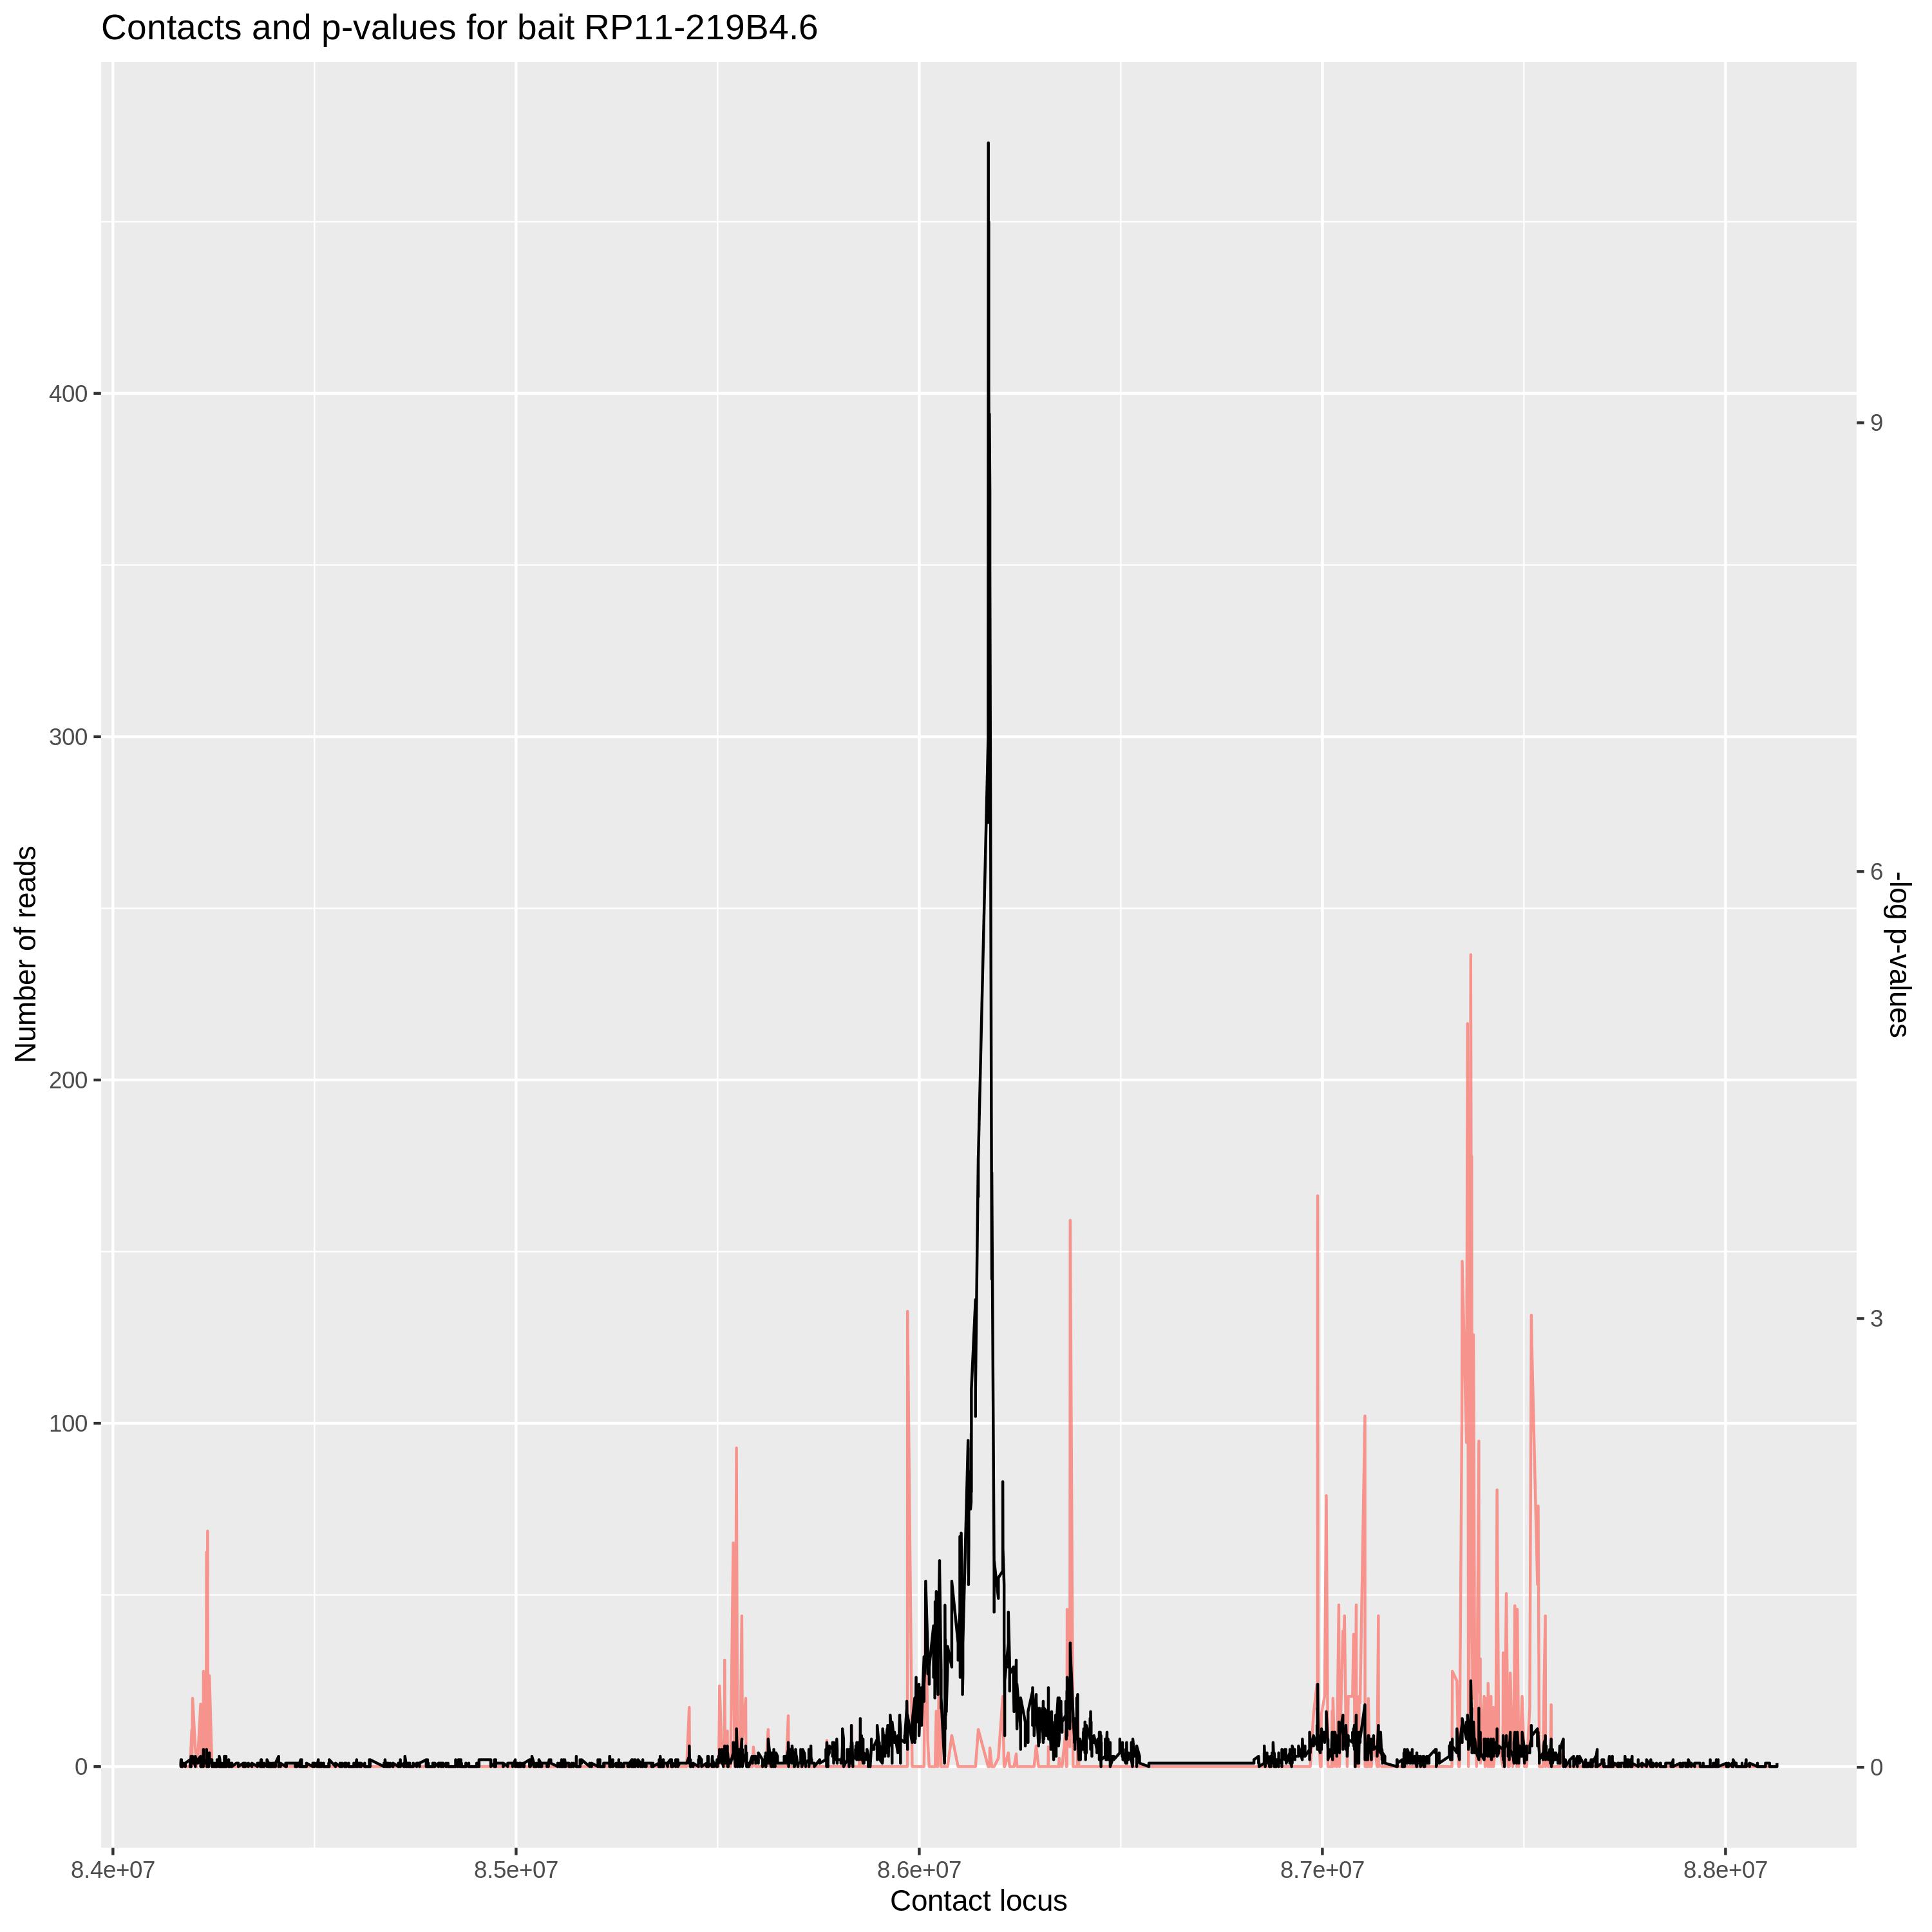 Contacts and p-values for bait RP11-219B4.6
Number of reads
400
300
200
100
0
9
6
3
0
-log p-values
8.4e+07
8.5e+07
8.6e+07
8.7e+07
8.8e+07
Contact locus